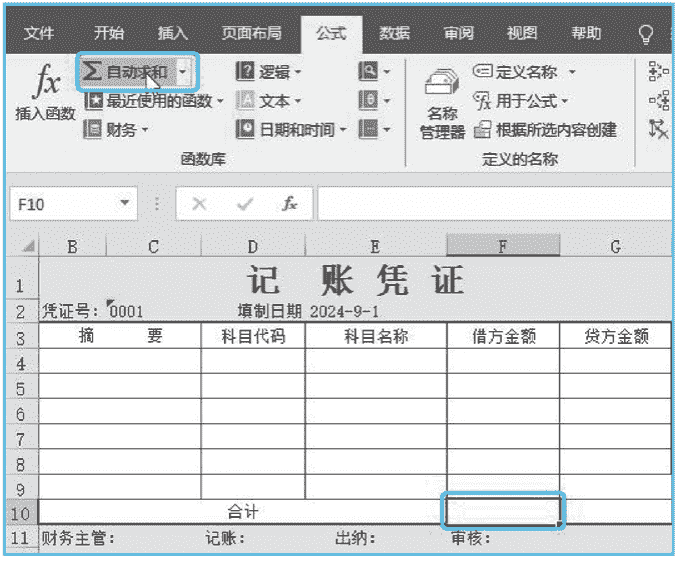 文件 开始 插入 页面布局 公式 数据 审阅 视图 帮助
fx 插入函数
Σ 自动求和
最近使用的函数
财务
逻辑
文本
日期和时间
函数库
名称
管理器
定义名称
用于公式
根据所选内容创建
定义的名称
F10 fx
B C D E F G
1 记 账 凭 证
2 凭证号: 0001 填制日期 2024-9-1
3 摘 要 科目代码 科目名称 借方金额 贷方金额
4
5
6
7
8
9
10 合计
11 财务主管: 记账: 出纳: 审核: